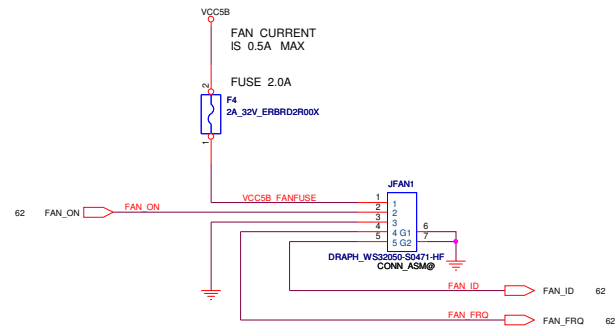 VCC5B
FAN CURRENT
IS 0.5A MAX
FUSE 2.0A
2
F4
2A_32V_ERBRD2R00X
1
JFAN1
VCC5B_FANFUSE
1
1
62
FAN_ON
FAN_ON
2
2
3
3
4
4
G1
6
5
5
G2
7
DRAPH_WS32050-S0471-HF
CONN_ASM@
FAN_ID
FAN_ID
62
FAN_FRQ
FAN_FRQ
62